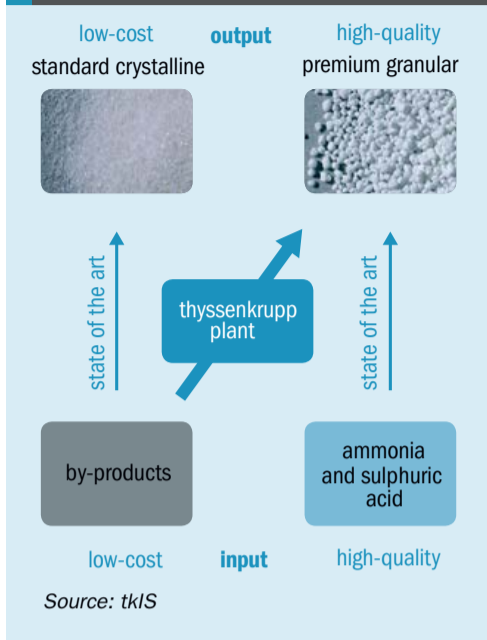 low-cost output high-quality
standard crystalline premium granular
state of the art
thyssenkrupp
plant
state of the art
by-products
ammonia
and sulphuric
acid
low-cost input high-quality
Source: tkIS